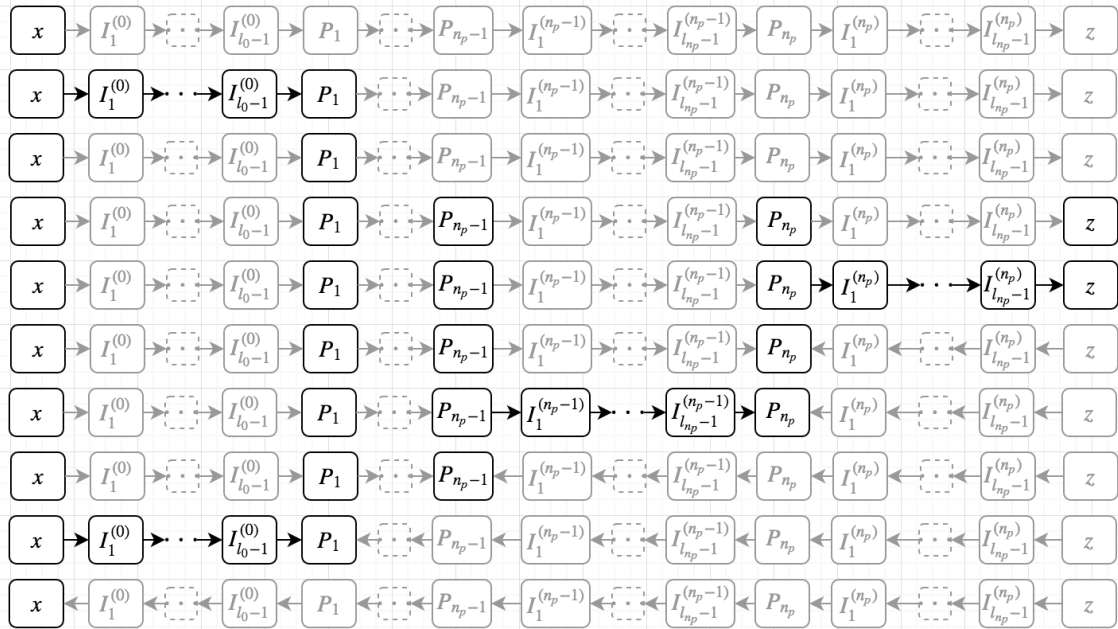 x I_1^{(0)} · · I_{l_0-1}^{(0)} P_1 · · P_{n_p-1} I_1^{(n_p-1)} · · I_{l_{n_p}-1}^{(n_p-1)} P_{n_p} I_1^{(n_p)} · · I_{l_{n_p}-1}^{(n_p)} z
x I_1^{(0)} · · · I_{l_0-1}^{(0)} P_1 · · P_{n_p-1} I_1^{(n_p-1)} · · I_{l_{n_p}-1}^{(n_p-1)} P_{n_p} I_1^{(n_p)} · · I_{l_{n_p}-1}^{(n_p)} z
x I_1^{(0)} · · I_{l_0-1}^{(0)} P_1 · · P_{n_p-1} I_1^{(n_p-1)} · · I_{l_{n_p}-1}^{(n_p-1)} P_{n_p} I_1^{(n_p)} · · I_{l_{n_p}-1}^{(n_p)} z
x I_1^{(0)} · · I_{l_0-1}^{(0)} P_1 · · P_{n_p-1} I_1^{(n_p-1)} · · I_{l_{n_p}-1}^{(n_p-1)} P_{n_p} I_1^{(n_p)} · · I_{l_{n_p}-1}^{(n_p)} z
x I_1^{(0)} · · I_{l_0-1}^{(0)} P_1 · · P_{n_p-1} I_1^{(n_p-1)} · · I_{l_{n_p}-1}^{(n_p-1)} P_{n_p} I_1^{(n_p)} · · · I_{l_{n_p}-1}^{(n_p)} z
x I_1^{(0)} · · I_{l_0-1}^{(0)} P_1 · · P_{n_p-1} I_1^{(n_p-1)} · · I_{l_{n_p}-1}^{(n_p-1)} P_{n_p} I_1^{(n_p)} · · I_{l_{n_p}-1}^{(n_p)} z
x I_1^{(0)} · · I_{l_0-1}^{(0)} P_1 · · P_{n_p-1} I_1^{(n_p-1)} · · · I_{l_{n_p}-1}^{(n_p-1)} P_{n_p} I_1^{(n_p)} · · I_{l_{n_p}-1}^{(n_p)} z
x I_1^{(0)} · · I_{l_0-1}^{(0)} P_1 · · P_{n_p-1} I_1^{(n_p-1)} · · I_{l_{n_p}-1}^{(n_p-1)} P_{n_p} I_1^{(n_p)} · · I_{l_{n_p}-1}^{(n_p)} z
x I_1^{(0)} · · · I_{l_0-1}^{(0)} P_1 · · P_{n_p-1} I_1^{(n_p-1)} · · I_{l_{n_p}-1}^{(n_p-1)} P_{n_p} I_1^{(n_p)} · · I_{l_{n_p}-1}^{(n_p)} z
x I_1^{(0)} · · I_{l_0-1}^{(0)} P_1 · · P_{n_p-1} I_1^{(n_p-1)} · · I_{l_{n_p}-1}^{(n_p-1)} P_{n_p} I_1^{(n_p)} · · I_{l_{n_p}-1}^{(n_p)} z